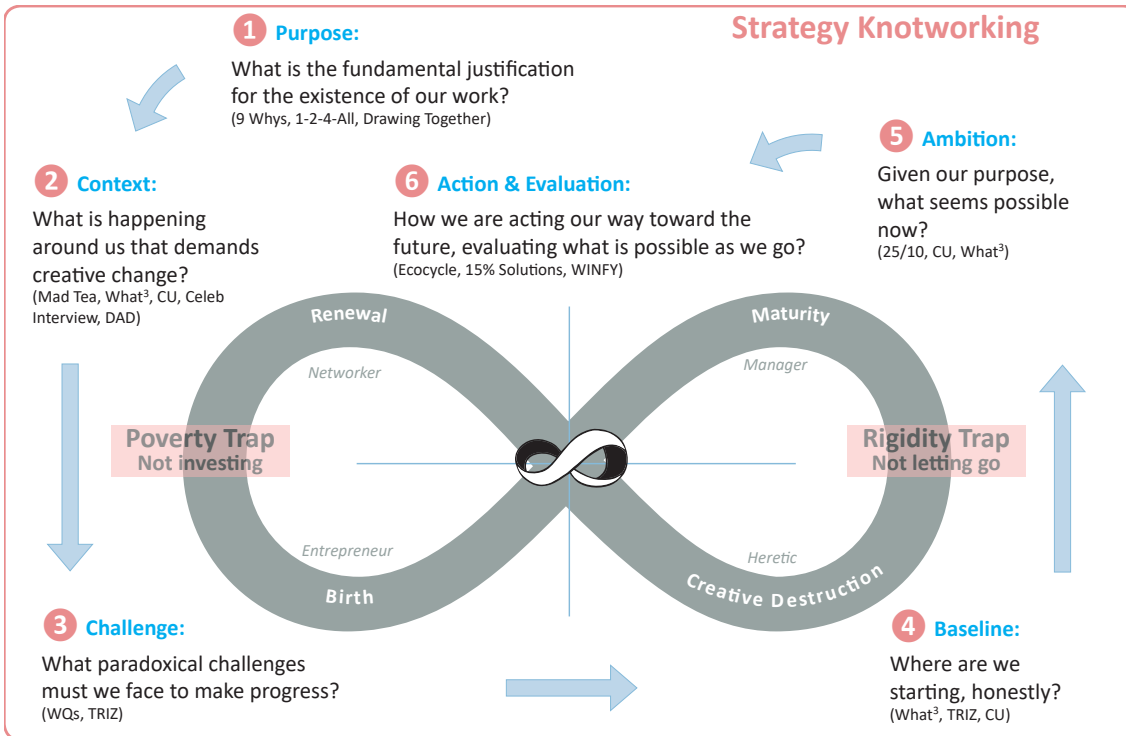 Strategy Knotworking
1 Purpose:
What is the fundamental justification
for the existence of our work?
(9 Whys, 1-2-4-All, Drawing Together)
2 Context:
What is happening
around us that demands
creative change?
(Mad Tea, What³, CU, Celeb
Interview, DAD)
6 Action & Evaluation:
How we are acting our way toward the
future, evaluating what is possible as we go?
(Ecocycle, 15% Solutions, WINFY)
5 Ambition:
Given our purpose,
what seems possible
now?
(25/10, CU, What³)
Renewal
Maturity
Networker
Manager
Poverty Trap
Not investing
Rigidity Trap
Not letting go
Entrepreneur
Heretic
Birth
Creative Destruction
3 Challenge:
What paradoxical challenges
must we face to make progress?
(WQs, TRIZ)
4 Baseline:
Where are we
starting, honestly?
(What³, TRIZ, CU)